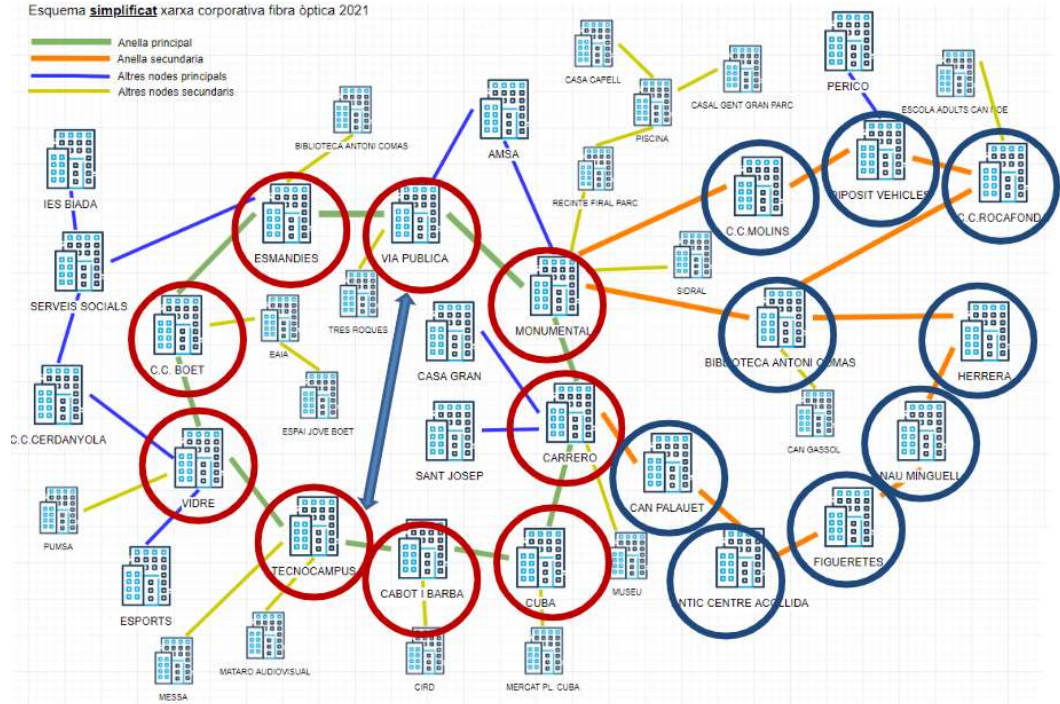 Esquema simplificat xarxa corporativa fibra òptica 2021
Anella principal
Anella secundaria
Altres nodes principals
Altres nodes secundaris
CASA CAPELL
CASAL GENT GRAN PARC
PERICO
ESCOLA ADULTS CAN NOE
PISCINA
BIBLIOTECA ANTONI COMAS
AMSA
IES BIADA
RECINTE FIRAL PARC
DIPOSIT VEHICLES
C.C.MOLINS
C.C.ROCAFOND
ESMANDIES
VIA PUBLICA
SERVEIS SOCIALS
SIDRAL
TRES ROQUES
MONUMENTAL
EAIA
BIBLIOTECA ANTONI COMAS
C.C. BOET
CASA GRAN
HERRERA
ESPAI JOVE BOET
C.C.CERDANYOLA
CAN GASSOL
SANT JOSEP
CARRERO
NAU MINGUELL
VIDRE
CAN PALAUET
PUMSA
TECNOCAMPUS
FIGUERETES
CABOT I BARBA
MUSEU
CUBA
ANTIC CENTRE ACOLLIDA
ESPORTS
MATARO AUDIOVISUAL
CIRD
MERCAT PL. CUBA
MESSA